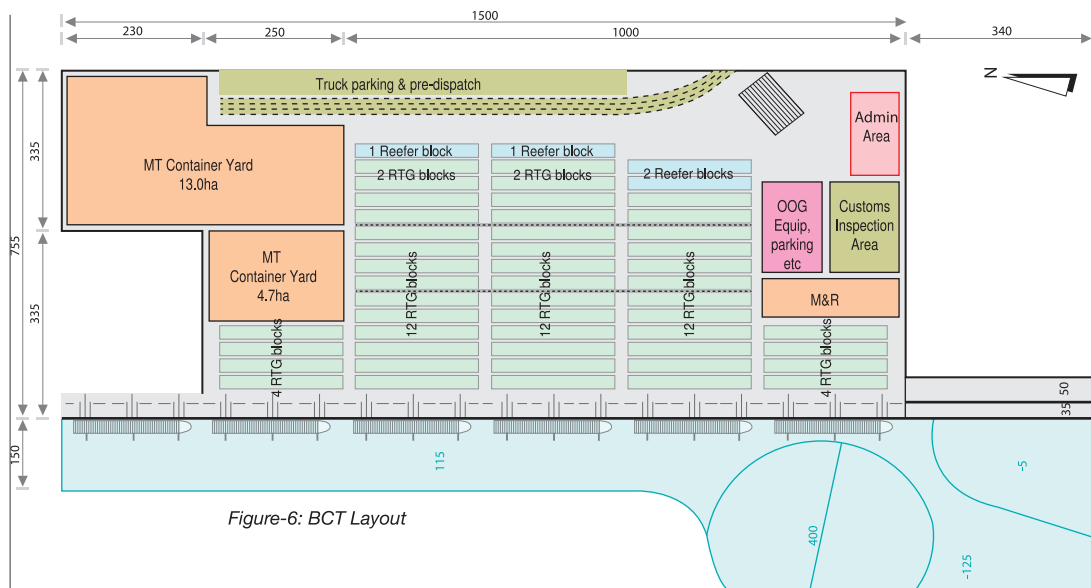 1500
230
250
1000
340
N
Truck parking & pre-dispatch
Admin
Area
335
MT Container Yard
13.0ha
1 Reefer block
1 Reefer block
2 RTG blocks
2 RTG blocks
2 Reefer blocks
OOG
Equip,
parking
etc
Customs
Inspection
Area
755
MT
Container Yard
4.7ha
M&R
335
12 RTG blocks
12 RTG blocks
12 RTG blocks
4 RTG blocks
4 RTG blocks
50
35
150
115
-5
400
-125
Figure-6: BCT Layout